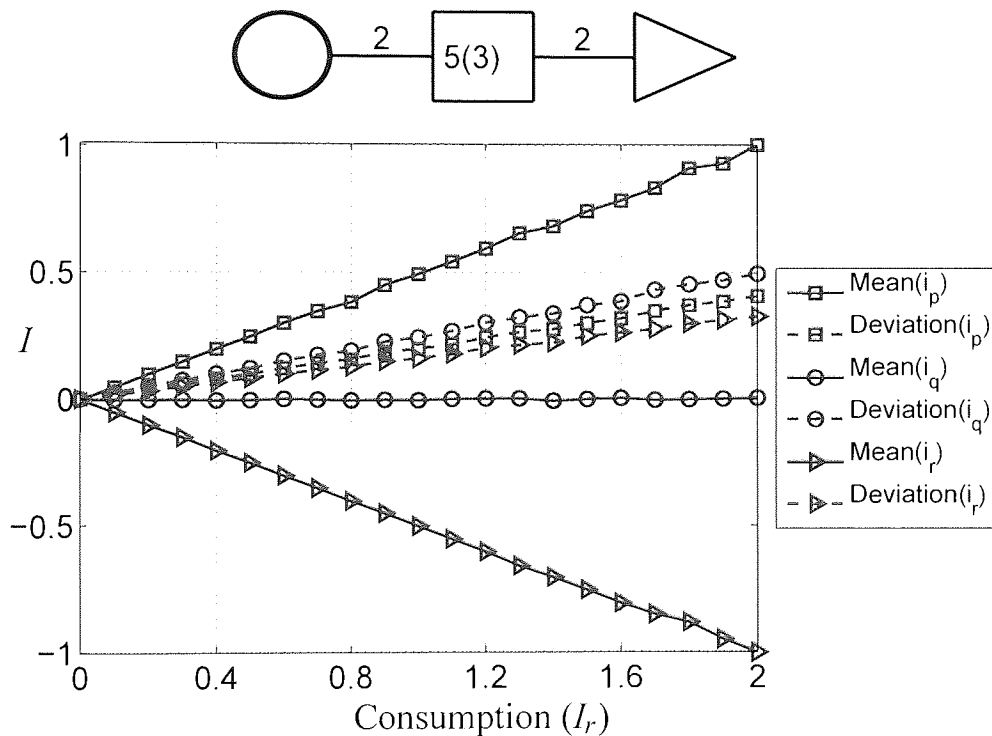 2
5(3)
2
1
0.5
0
−0.5
−1
I
0
0.4
0.8
1.2
1.6
2
Consumption (I_r)
Mean(i_p)
Deviation(i_p)
Mean(i_q)
Deviation(i_q)
Mean(i_r)
Deviation(i_r)